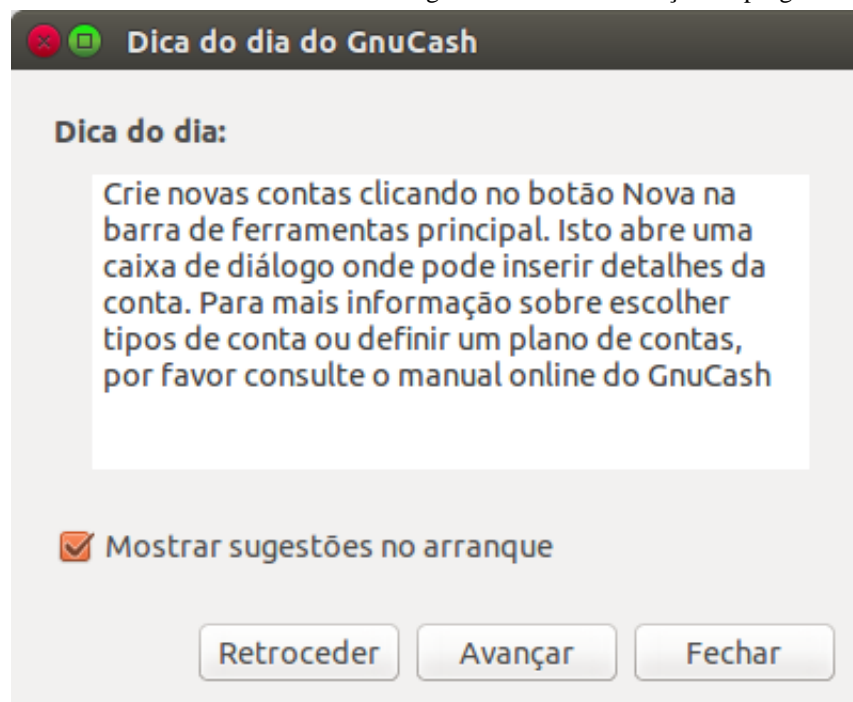 Dica do dia do GnuCash
Dica do dia:
Crie novas contas clicando no botão Nova na
barra de ferramentas principal. Isto abre uma
caixa de diálogo onde pode inserir detalhes da
conta. Para mais informação sobre escolher
tipos de conta ou definir um plano de contas,
por favor consulte o manual online do GnuCash
Mostrar sugestões no arranque
Retroceder Avançar Fechar